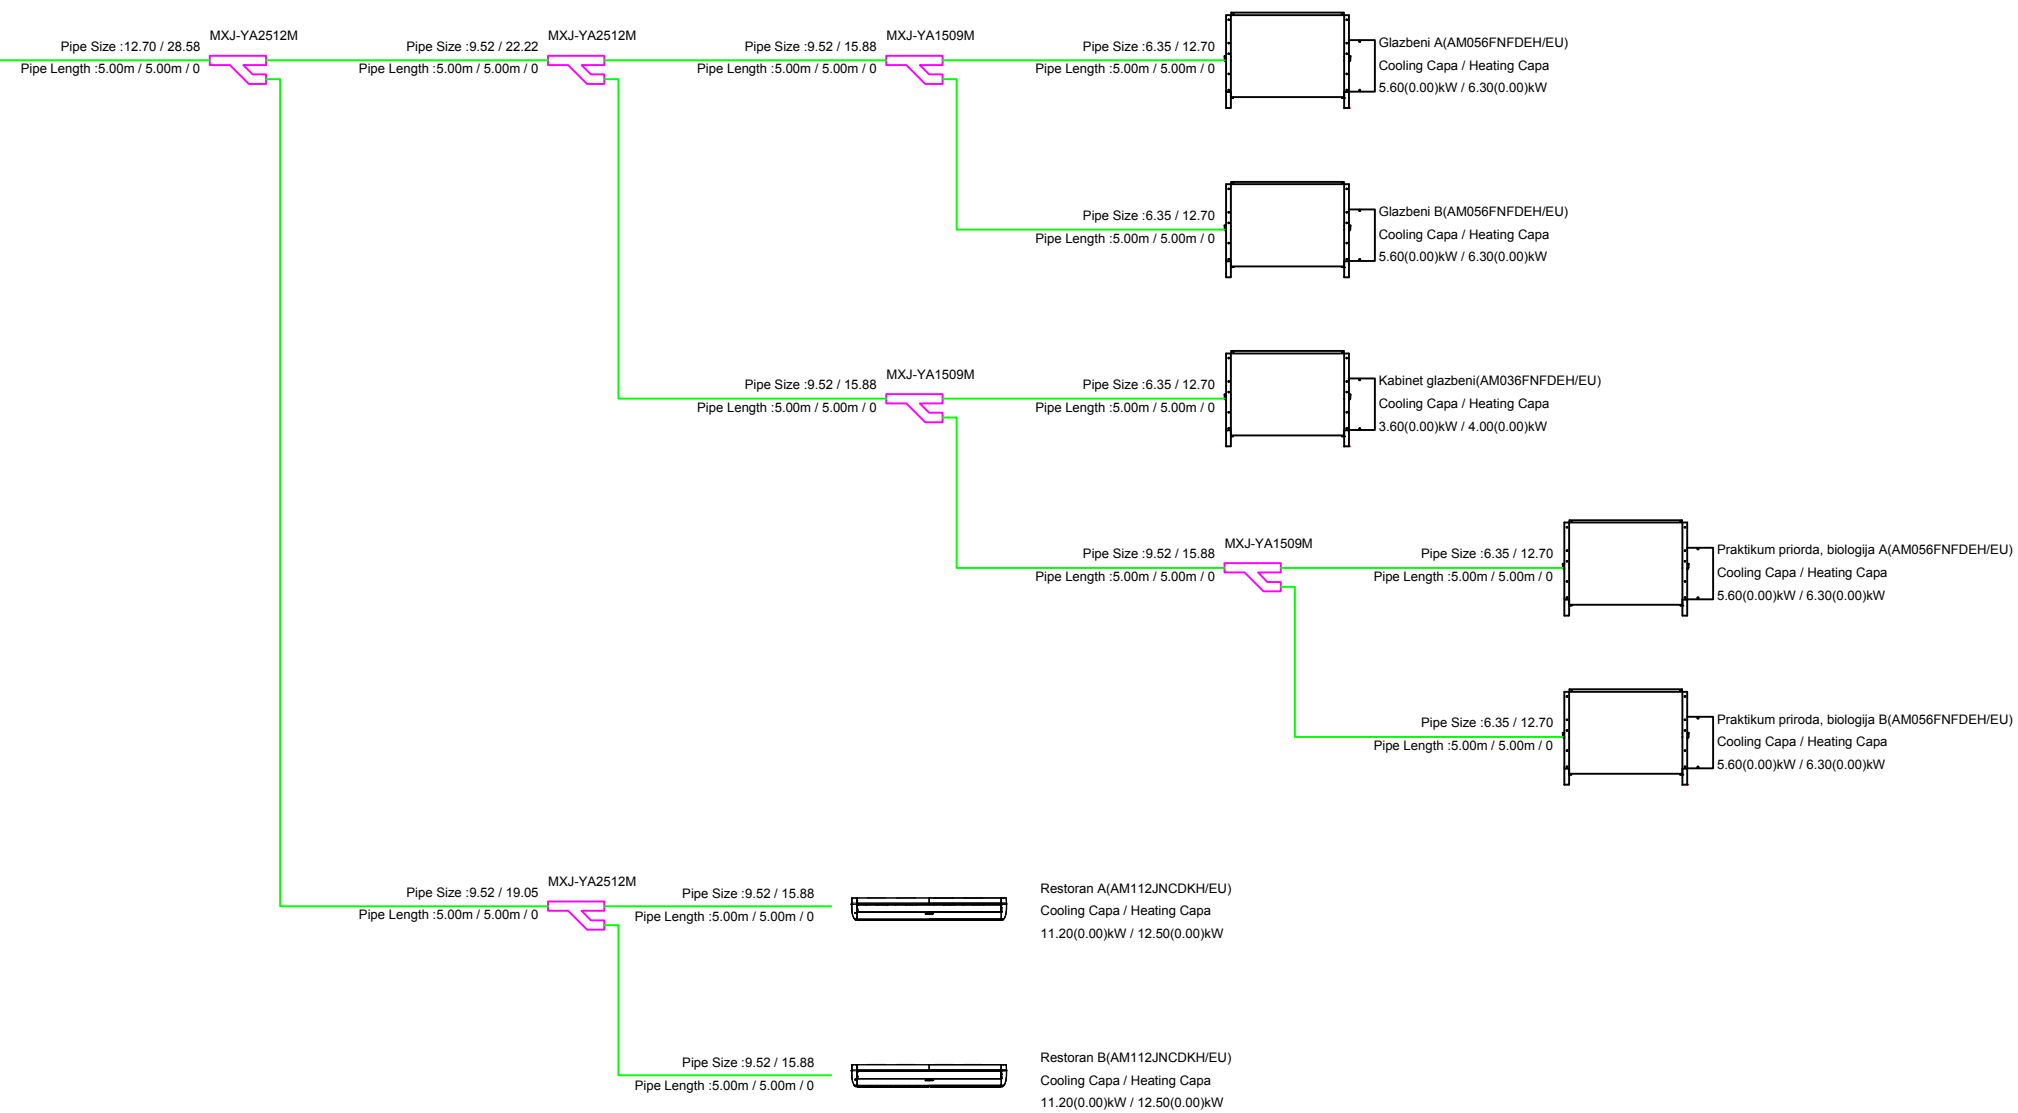 Pipe Size :12.70 / 28.58
Pipe Length :5.00m / 5.00m / 0
MXJ-YA2512M
Pipe Size :9.52 / 22.22
Pipe Length :5.00m / 5.00m / 0
MXJ-YA2512M
Pipe Size :9.52 / 15.88
Pipe Length :5.00m / 5.00m / 0
MXJ-YA1509M
Pipe Size :6.35 / 12.70
Pipe Length :5.00m / 5.00m / 0
Glazbeni A(AM056FNFDEH/EU)
Cooling Capa / Heating Capa
5.60(0.00)kW / 6.30(0.00)kW
Pipe Size :6.35 / 12.70
Pipe Length :5.00m / 5.00m / 0
Glazbeni B(AM056FNFDEH/EU)
Cooling Capa / Heating Capa
5.60(0.00)kW / 6.30(0.00)kW
Pipe Size :9.52 / 15.88
Pipe Length :5.00m / 5.00m / 0
MXJ-YA1509M
Pipe Size :6.35 / 12.70
Pipe Length :5.00m / 5.00m / 0
Kabinet glazbeni(AM036FNFDEH/EU)
Cooling Capa / Heating Capa
3.60(0.00)kW / 4.00(0.00)kW
Pipe Size :9.52 / 15.88
Pipe Length :5.00m / 5.00m / 0
MXJ-YA1509M
Pipe Size :6.35 / 12.70
Pipe Length :5.00m / 5.00m / 0
Praktikum priorda, biologija A(AM056FNFDEH/EU)
Cooling Capa / Heating Capa
5.60(0.00)kW / 6.30(0.00)kW
Pipe Size :6.35 / 12.70
Pipe Length :5.00m / 5.00m / 0
Praktikum priroda, biologija B(AM056FNFDEH/EU)
Cooling Capa / Heating Capa
5.60(0.00)kW / 6.30(0.00)kW
Pipe Size :9.52 / 19.05
Pipe Length :5.00m / 5.00m / 0
MXJ-YA2512M
Pipe Size :9.52 / 15.88
Pipe Length :5.00m / 5.00m / 0
Restoran A(AM112JNCDKH/EU)
Cooling Capa / Heating Capa
11.20(0.00)kW / 12.50(0.00)kW
Pipe Size :9.52 / 15.88
Pipe Length :5.00m / 5.00m / 0
Restoran B(AM112JNCDKH/EU)
Cooling Capa / Heating Capa
11.20(0.00)kW / 12.50(0.00)kW